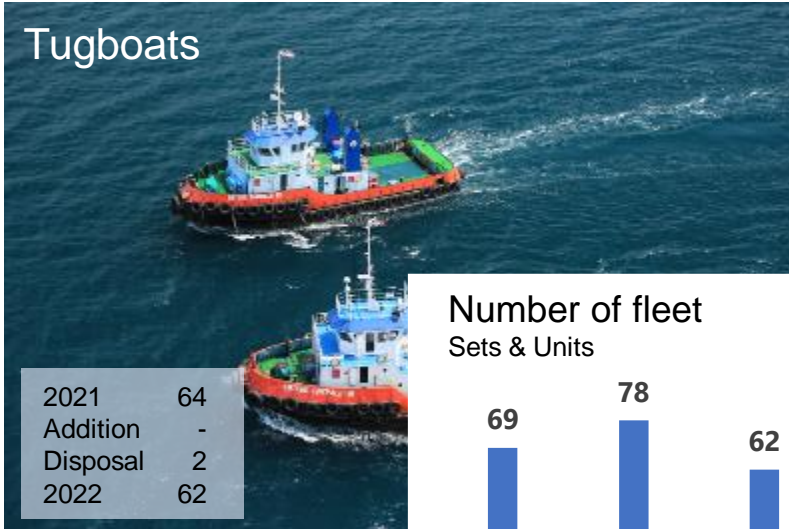 Tugboats
Number of fleet
Sets & Units
69 78 62
2021 64
Addition -
Disposal 2
2022 62